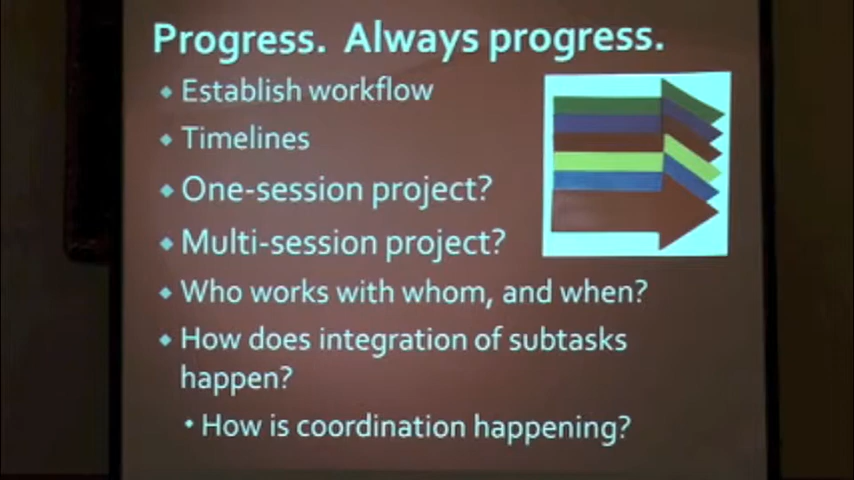 Progress. Always progress.
Establish workflow
Timelines
One-session project?
Multi-session project?
Who works with whom, and when?
How does integration of subtasks
happen?
How is coordination happening?